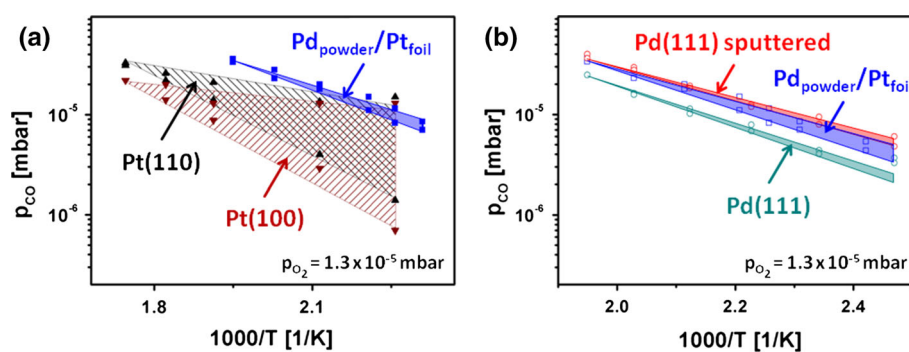 (a)
Pd_powder/Pt_foil
10⁻⁵
Pt(110)
p_CO [mbar]
Pt(100)
10⁻⁶
p_O₂ = 1.3 x 10⁻⁵ mbar
1.8 2.1
1000/T [1/K]
(b)
Pd(111) sputtered
Pd_powder/Pt_foil
10⁻⁵
p_CO [mbar]
Pd(111)
10⁻⁶
p_O₂ = 1.3 x 10⁻⁵ mbar
2.0 2.2 2.4
1000/T [1/K]